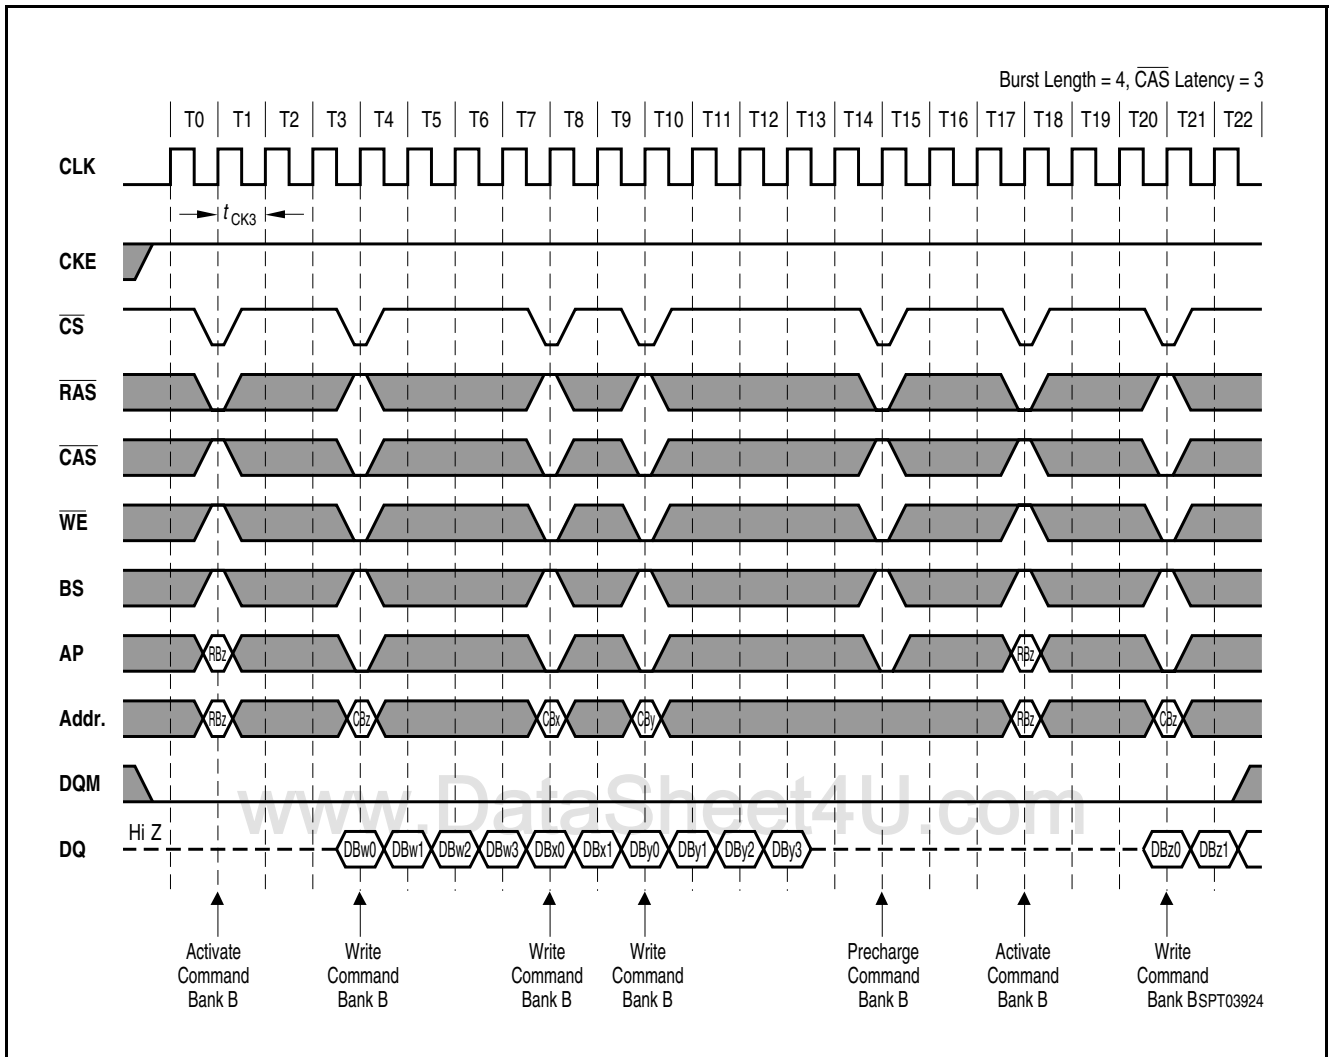 Burst Length = 4, CAS Latency = 3
T0 T1 T2 T3 T4 T5 T6 T7 T8 T9 T10 T11 T12 T13 T14 T15 T16 T17 T18 T19 T20 T21 T22
CLK
tCK3
CKE
CS
RAS
CAS
WE
BS
AP RBz RBz
Addr. RBz CBz CBx CBy RBz CBz
DQM
www.DataSheet4U.com
Hi Z
DQ DBw0 DBw1 DBw2 DBw3 DBx0 DBx1 DBy0 DBy1 DBy2 DBy3 DBz0 DBz1
Activate Write Write Write Precharge Activate Write
Command Command Command Command Command Command Command
Bank B Bank B Bank B Bank B Bank B Bank B Bank B SPT03924